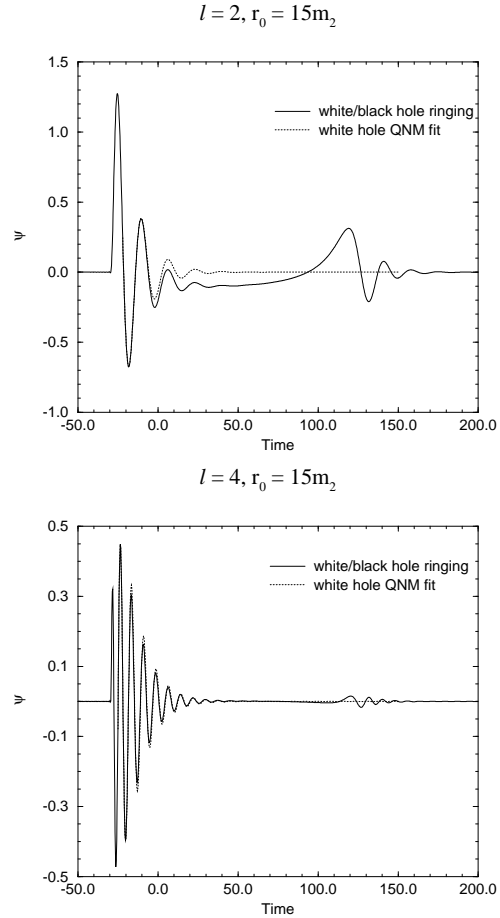 l = 2, r0 = 15m2
1.5
white/black hole ringing
white hole QNM fit
1.0
0.5
ψ
0.0
-0.5
-1.0
-50.0 0.0 50.0 100.0 150.0 200.0
Time
l = 4, r0 = 15m2
0.5
white/black hole ringing
white hole QNM fit
0.3
0.1
ψ
-0.1
-0.3
-0.5
-50.0 0.0 50.0 100.0 150.0 200.0
Time